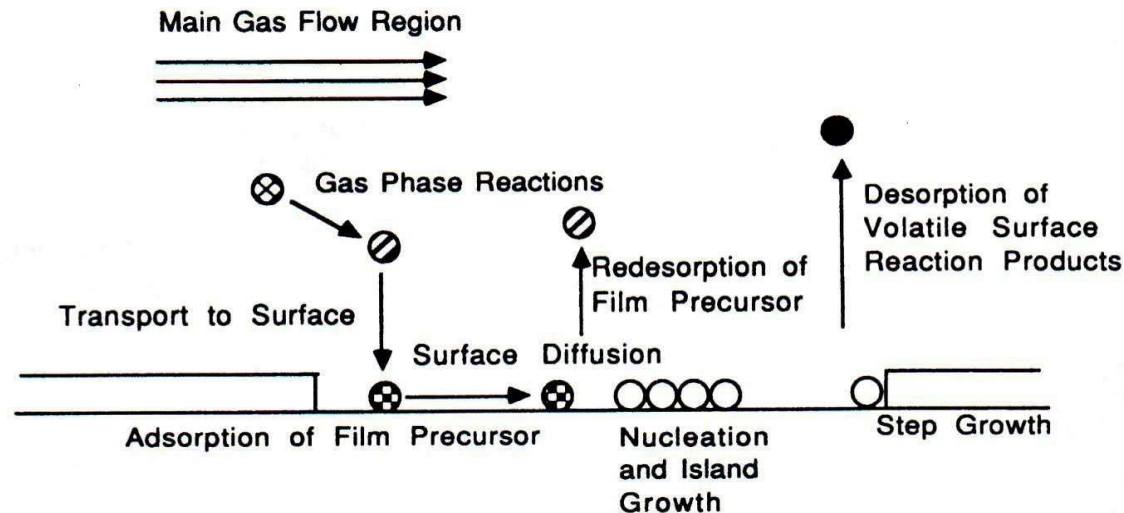 Main Gas Flow Region
Gas Phase Reactions
Desorption of
Volatile Surface
Reaction Products
Redesorption of
Film Precursor
Transport to Surface
Surface Diffusion
Adsorption of Film Precursor
Nucleation
and Island
Growth
Step Growth